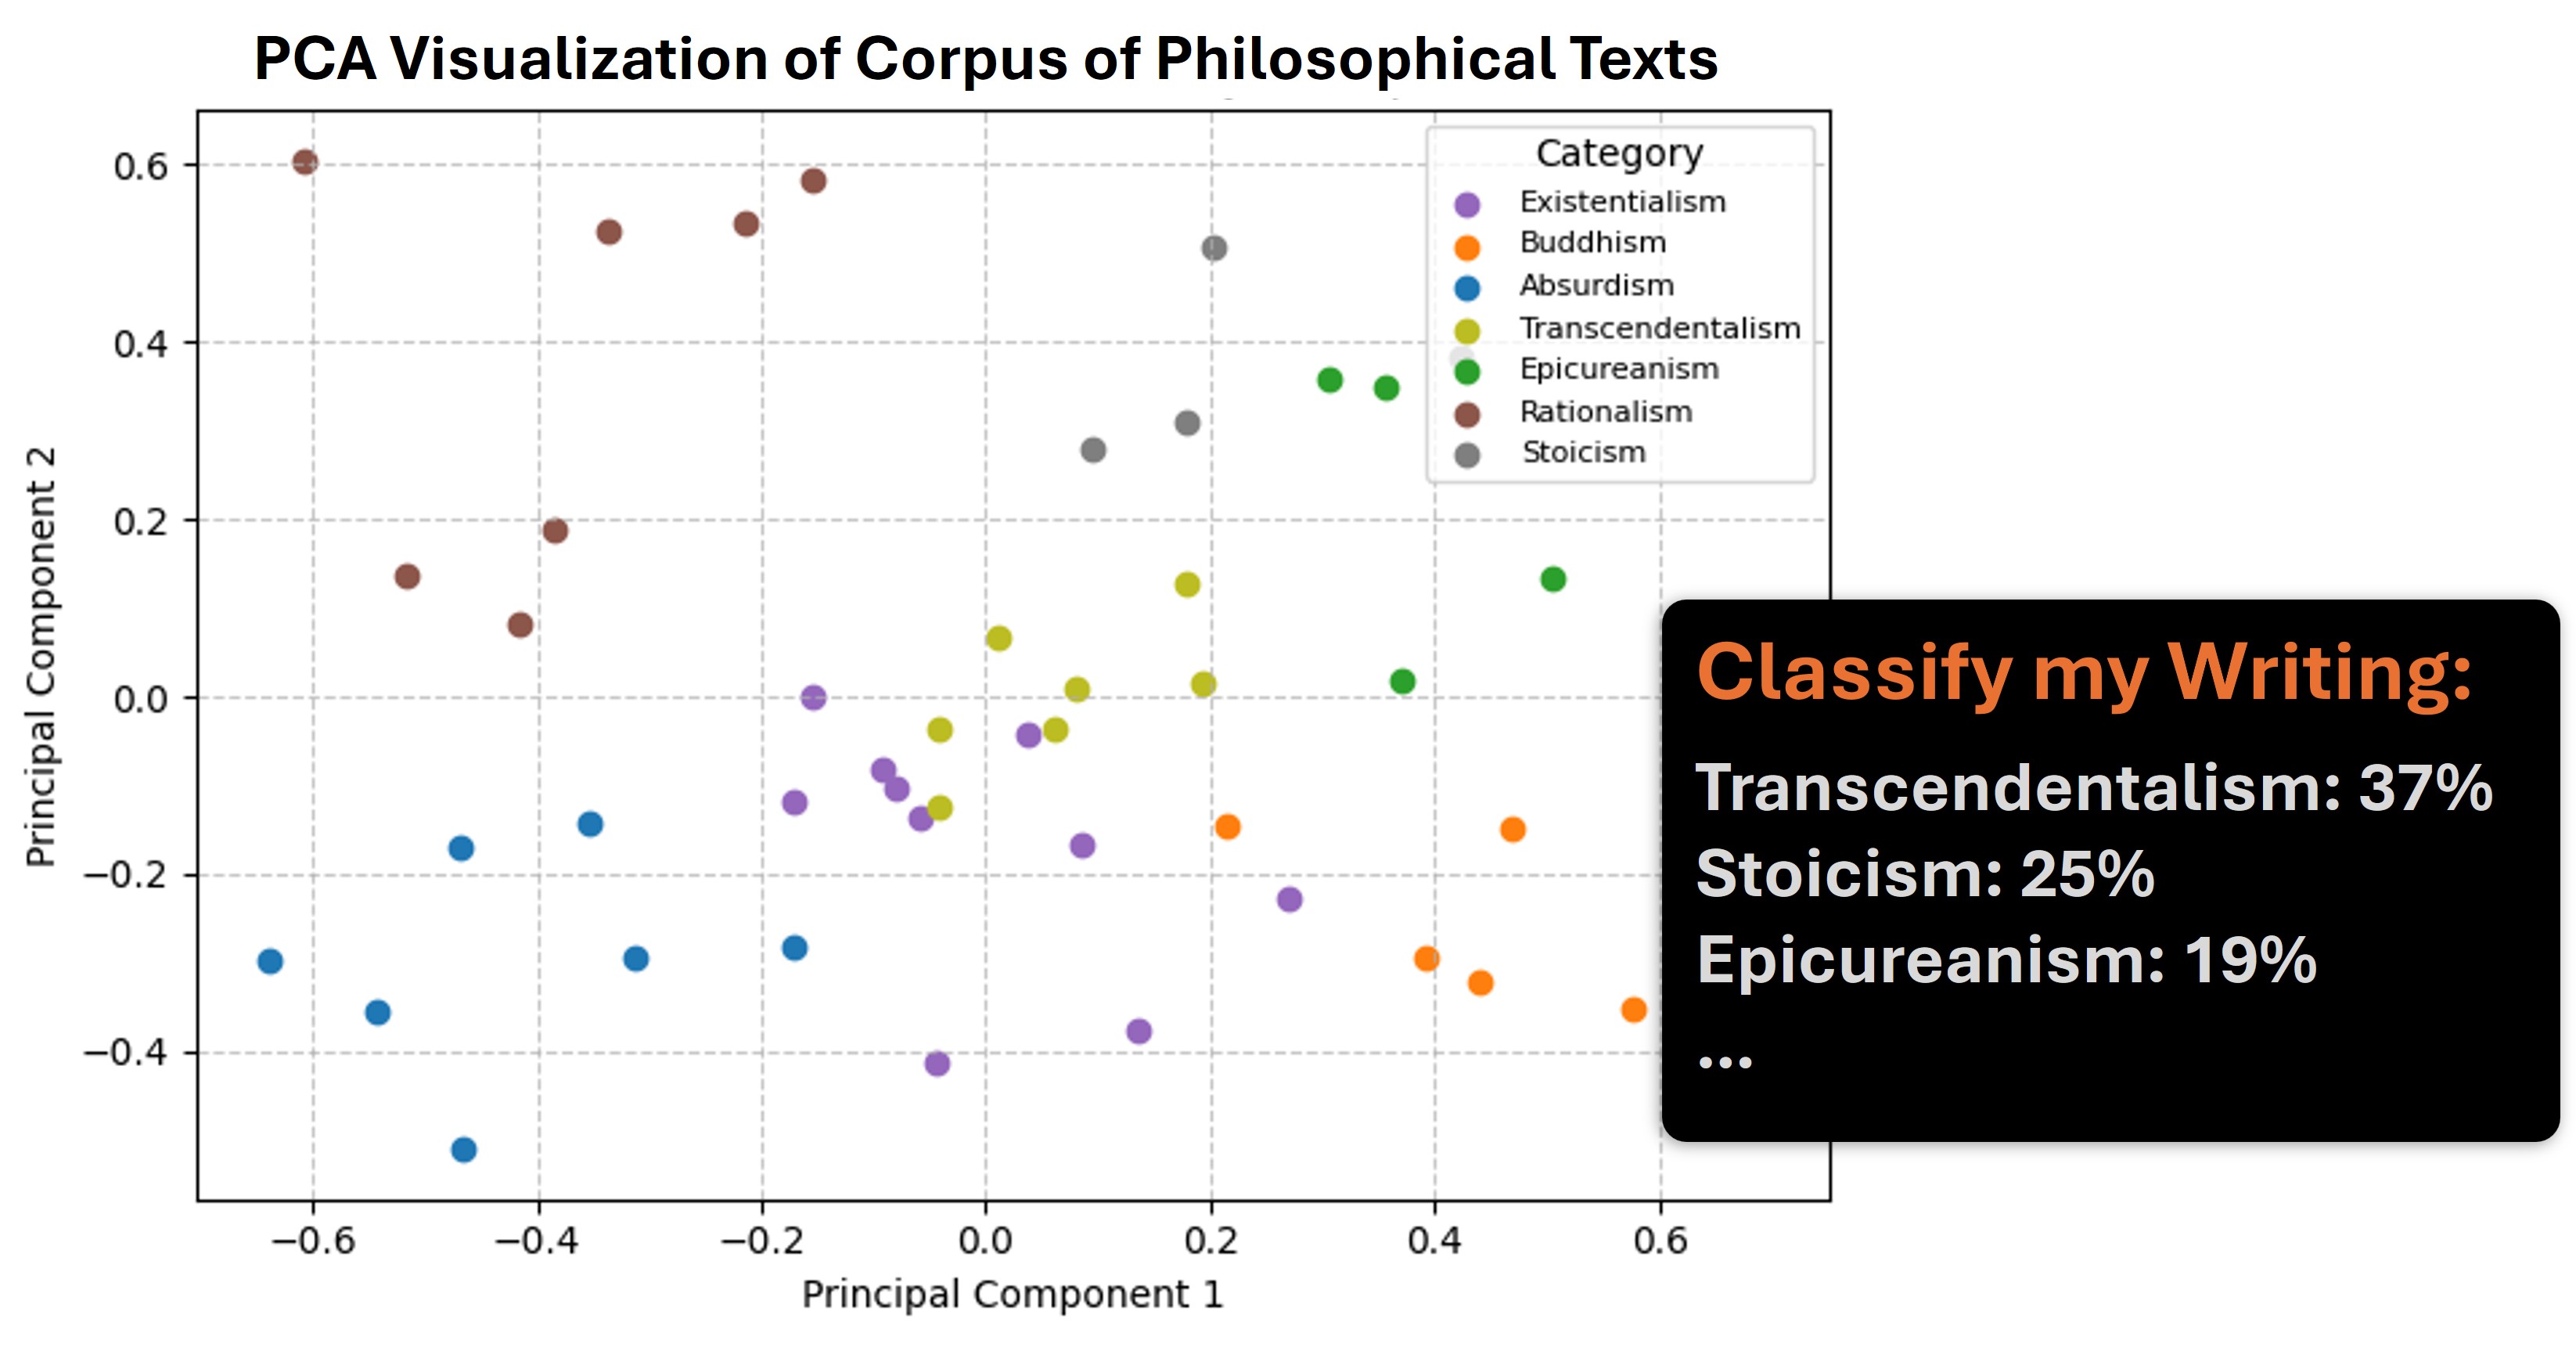 PCA Visualization of Corpus of Philosophical Texts
Category
Existentialism
Buddhism
Absurdism
Transcendentalism
Epicureanism
Rationalism
Stoicism
0.6
0.4
0.2
0.0
−0.2
−0.4
Principal Component 2
−0.6
−0.4
−0.2
0.0
0.2
0.4
0.6
Principal Component 1
Classify my Writing:
Transcendentalism: 37%
Stoicism: 25%
Epicureanism: 19%
...